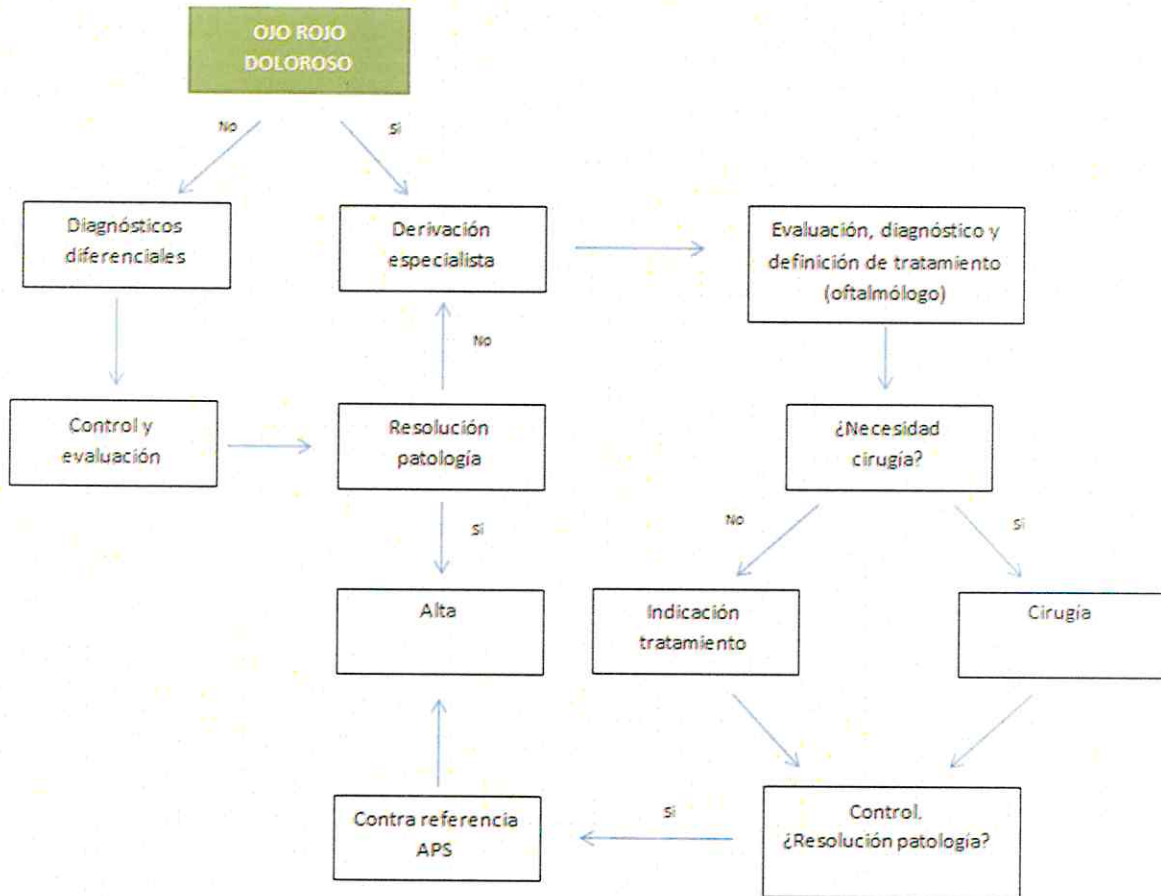 OJO ROJO
DOLOROSO
No
Si
Diagnósticos
diferenciales
Derivación
especialista
Evaluación, diagnóstico y
definición de tratamiento
(oftalmólogo)
No
Control y
evaluación
Resolución
patología
¿Necesidad
cirugía?
Si
No
Si
Alta
Indicación
tratamiento
Cirugía
Contra referencia
APS
Si
Control.
¿Resolución patología?